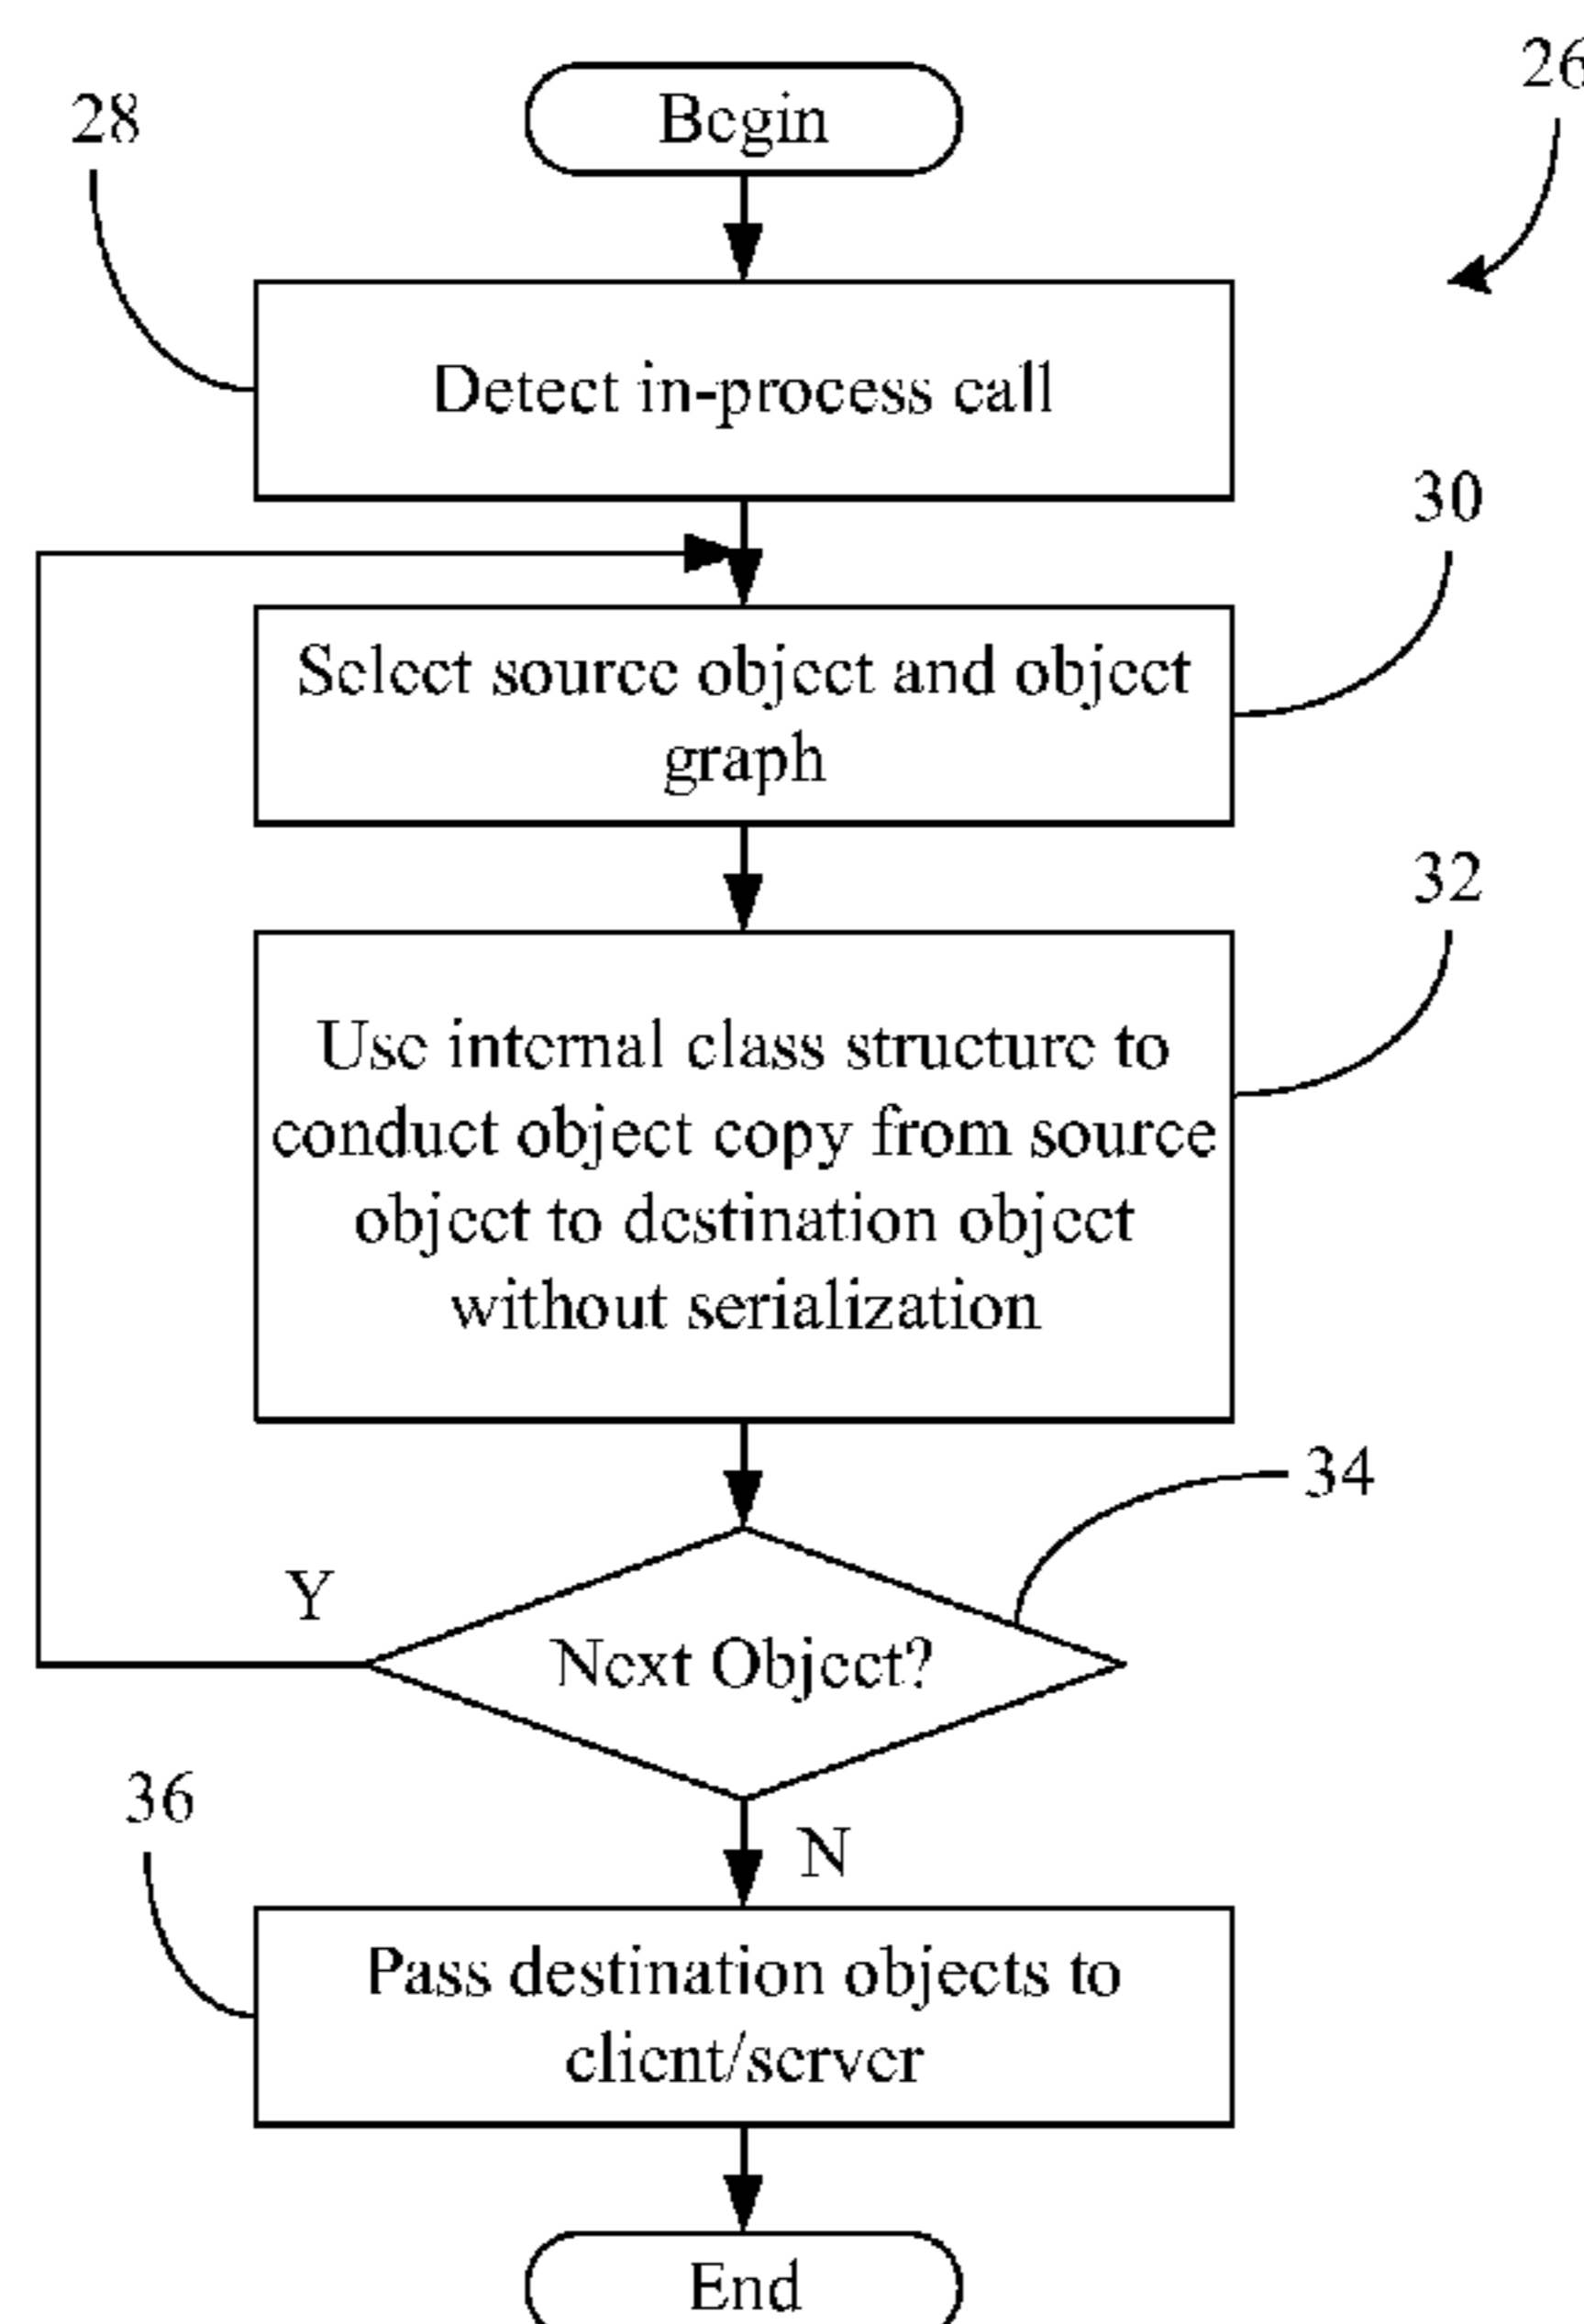 26
Begin
28
Detect in-process call
30
Select source object and object
graph
32
Use internal class structure to
conduct object copy from source
object to destination object
without serialization
34
Y
Next Object?
36
N
Pass destination objects to
client/server
End